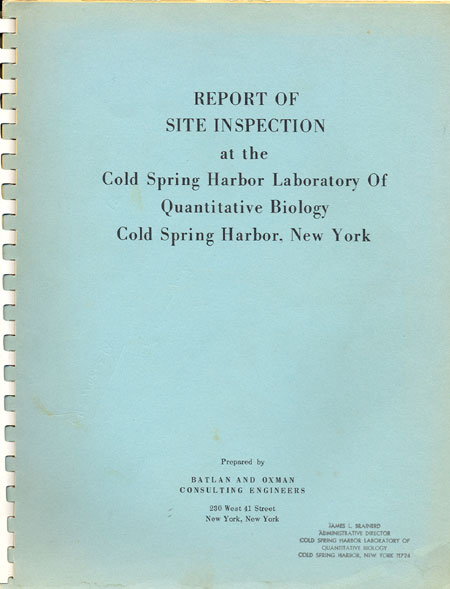 REPORT OF
SITE INSPECTION
at the
Cold Spring Harbor Laboratory Of
Quantitative Biology
Cold Spring Harbor, New York
Prepared by
BATLAN AND OXMAN
CONSULTING ENGINEERS
230 West 41 Street
New York, New York
JAMES L. BRAINERD
ADMINISTRATIVE DIRECTOR
COLD SPRING HARBOR LABORATORY OF
QUANTITATIVE BIOLOGY
COLD SPRING HARBOR, NEW YORK 11724